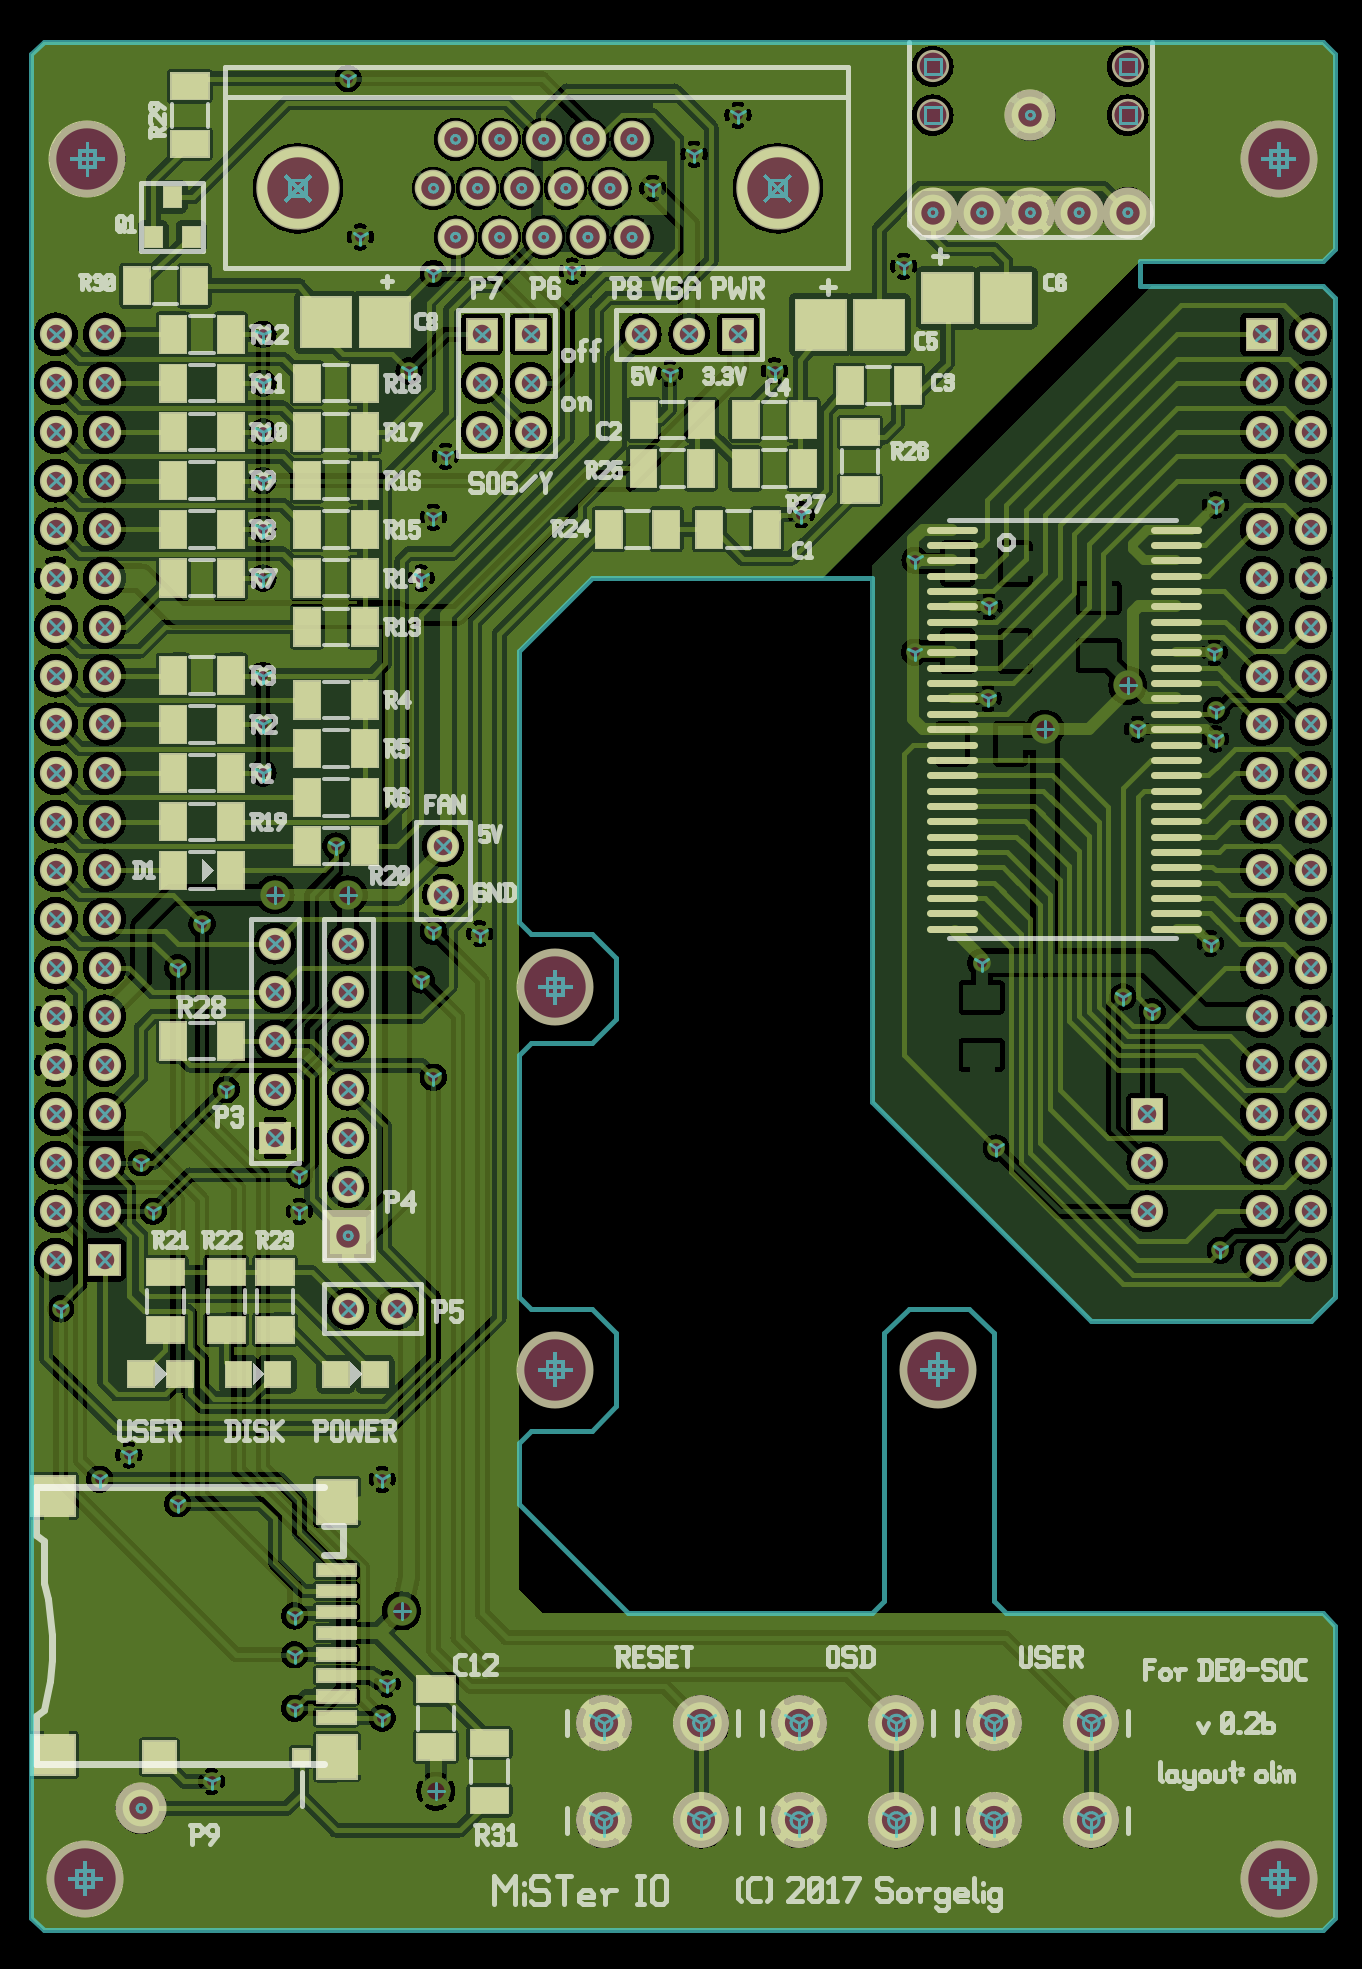 R29
Q1
R30
+
C8
P7 P6 P8 VGA PWR
+
C6
+
C5
R12
off
5V 3.3V
R11 R18
C4
C3
on
R10 R17
C2
R26
R9 R16
SOG/Y
R25
R27
R8 R15
R24
C1
R7 R14
R13
R3
R4
R2
R5
R1
R6
FAN
R19
5V
D1
R20
GND
R28
P3
P4
R21 R22 R23
P5
USER DISK POWER
C12
RESET OSD USER
For DE0-SOC
v 0.2b
layout: olin
P9
R31
MiSTer IO (C) 2017 Sorgelig